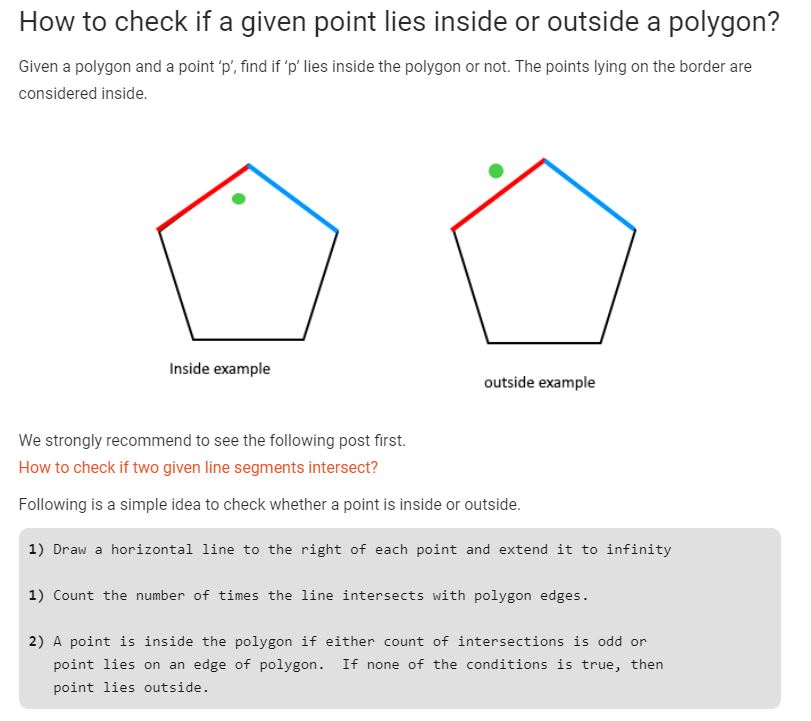 How to check if a given point lies inside or outside a polygon?
Given a polygon and a point ‘p’, find if ‘p’ lies inside the polygon or not. The points lying on the border are
considered inside.
Inside example
outside example
We strongly recommend to see the following post first.
How to check if two given line segments intersect?
Following is a simple idea to check whether a point is inside or outside.
1) Draw a horizontal line to the right of each point and extend it to infinity
1) Count the number of times the line intersects with polygon edges.
2) A point is inside the polygon if either count of intersections is odd or
point lies on an edge of polygon.  If none of the conditions is true, then
point lies outside.